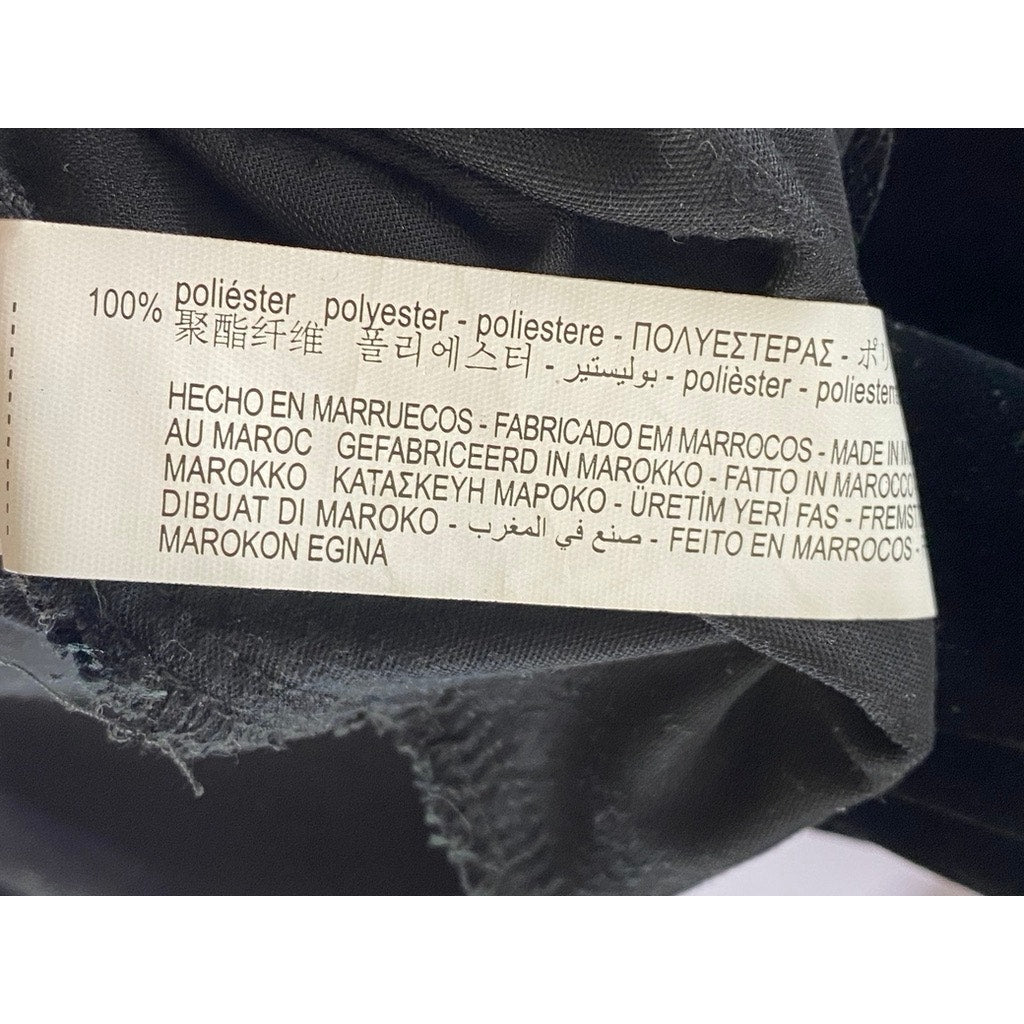 100% poliéster polyester - poliestere - ΠΟΛΥΕΣΤΕΡΑΣ -
聚酯纤维 폴리에스터 - بوليستير - polièster -
HECHO EN MARRUECOS - FABRICADO EM MARROCOS - MADE IN
AU MAROC GEFABRICEERD IN MAROKKO - FATTO IN MAROCCO
MAROKKO ΚΑΤΑΣΚΕΥΗ ΜΑΡΟΚΟ - ÜRETİM YERİ FAS -
DIBUAT DI MAROKO - صنع في المغرب - FEITO EN MARROCOS -
MAROKON EGINA